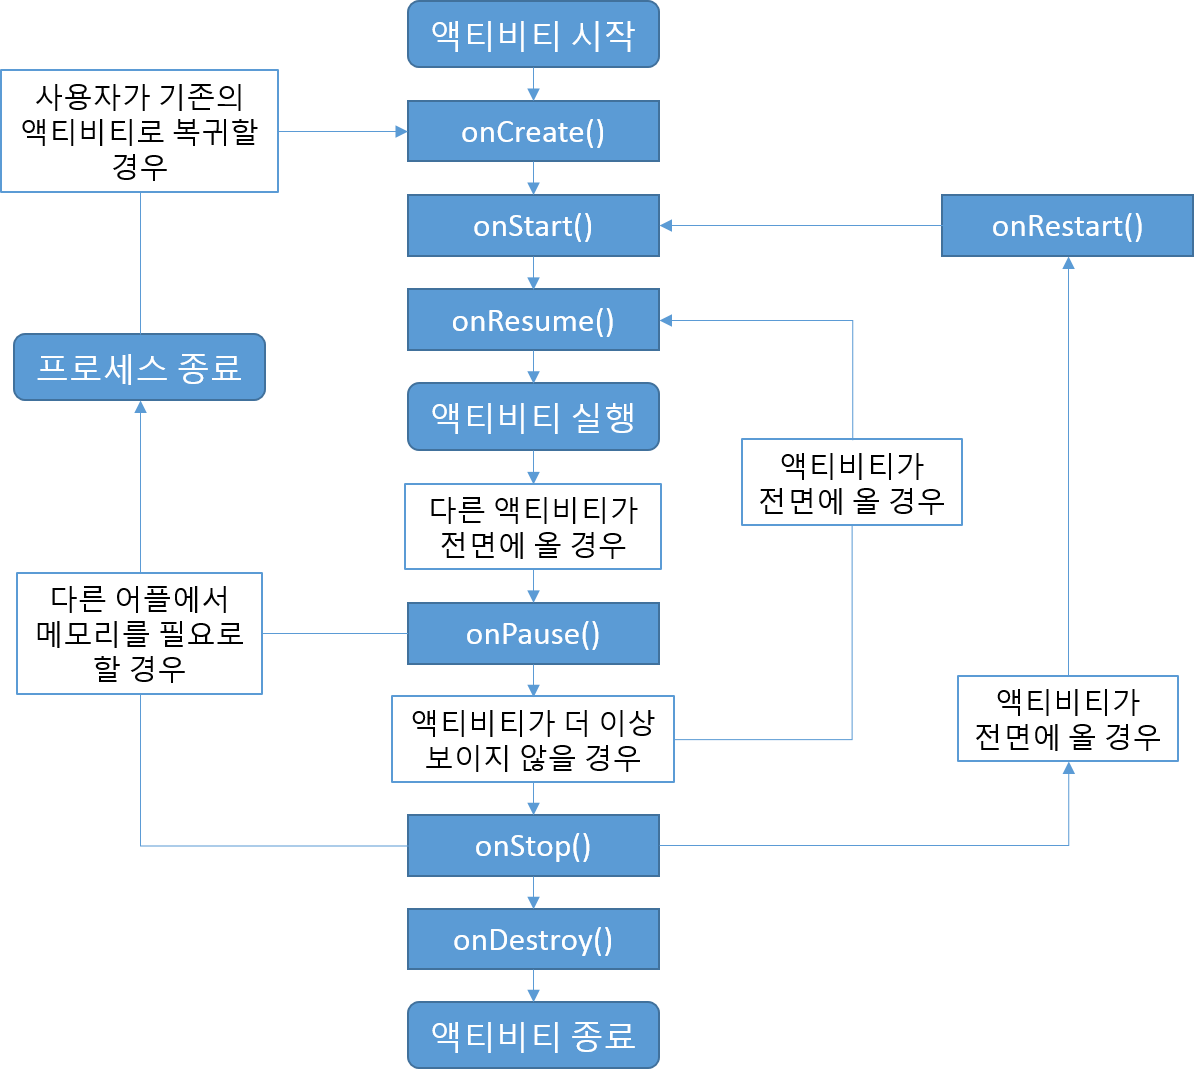 액티비티 시작
사용자가 기존의
액티비티로 복귀할
경우
onCreate()
onStart()
onRestart()
onResume()
프로세스 종료
액티비티 실행
액티비티가
전면에 올 경우
다른 액티비티가
전면에 올 경우
다른 어플에서
메모리를 필요로
할 경우
onPause()
액티비티가 더 이상
보이지 않을 경우
액티비티가
전면에 올 경우
onStop()
onDestroy()
액티비티 종료